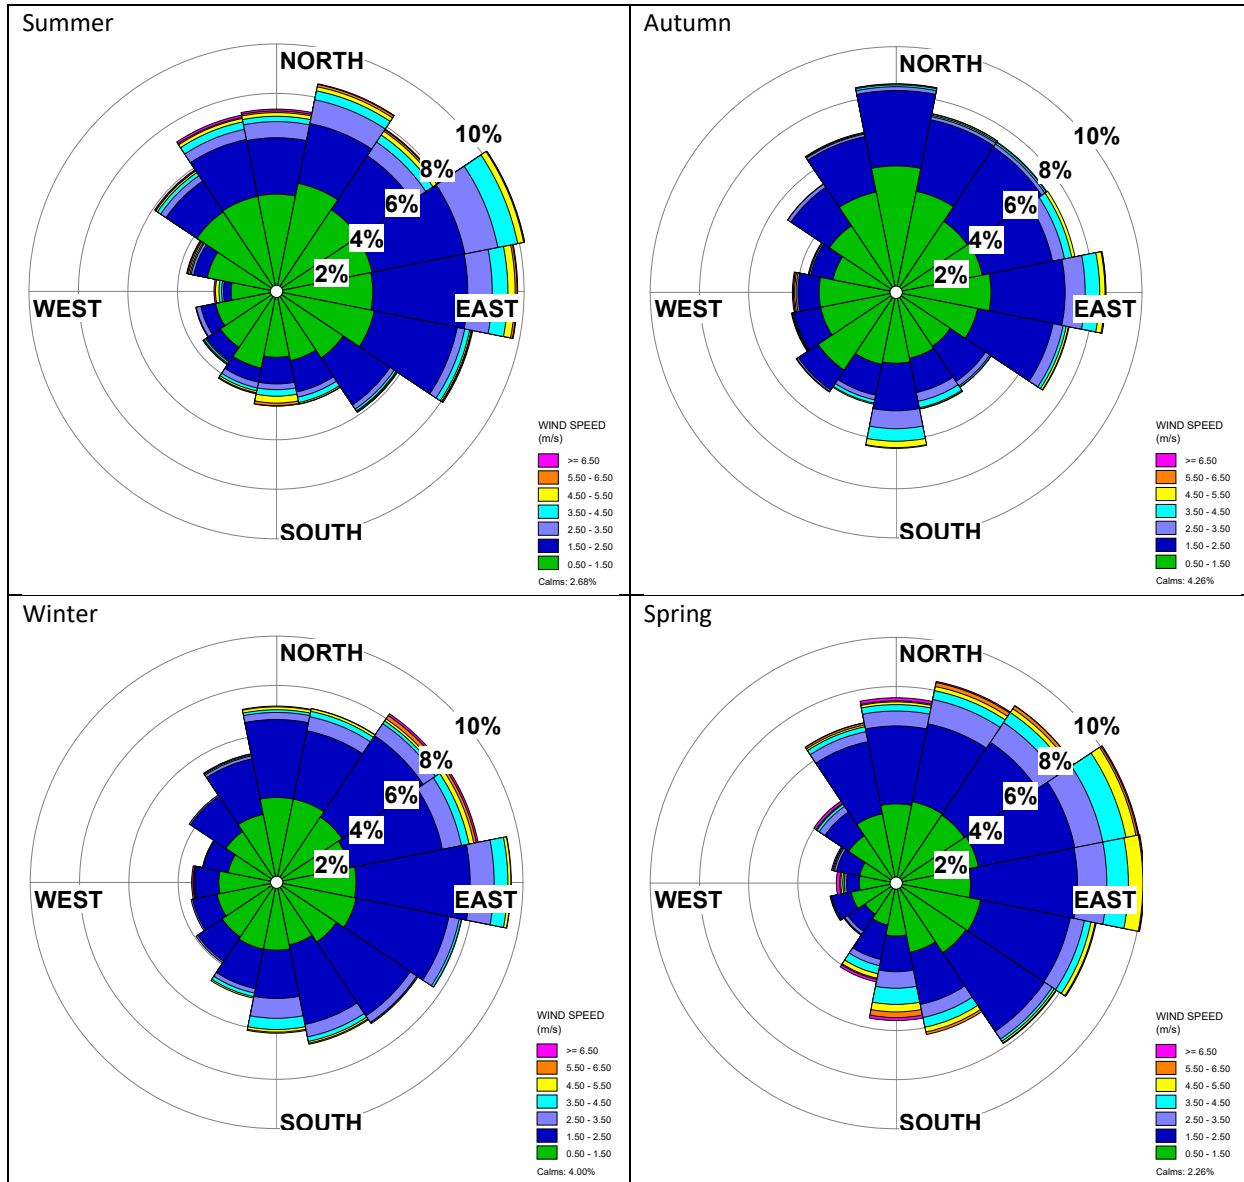 Summer
NORTH
10%
8%
6%
4%
2%
WEST
EAST
SOUTH
WIND SPEED
(m/s)
>= 6.50
5.50 - 6.50
4.50 - 5.50
3.50 - 4.50
2.50 - 3.50
1.50 - 2.50
0.50 - 1.50
Calms: 2.68%
Autumn
NORTH
10%
8%
6%
4%
2%
WEST
EAST
SOUTH
WIND SPEED
(m/s)
>= 6.50
5.50 - 6.50
4.50 - 5.50
3.50 - 4.50
2.50 - 3.50
1.50 - 2.50
0.50 - 1.50
Calms: 4.26%
Winter
NORTH
10%
8%
6%
4%
2%
WEST
EAST
SOUTH
WIND SPEED
(m/s)
>= 6.50
5.50 - 6.50
4.50 - 5.50
3.50 - 4.50
2.50 - 3.50
1.50 - 2.50
0.50 - 1.50
Calms: 4.00%
Spring
NORTH
10%
8%
6%
4%
2%
WEST
EAST
SOUTH
WIND SPEED
(m/s)
>= 6.50
5.50 - 6.50
4.50 - 5.50
3.50 - 4.50
2.50 - 3.50
1.50 - 2.50
0.50 - 1.50
Calms: 2.26%